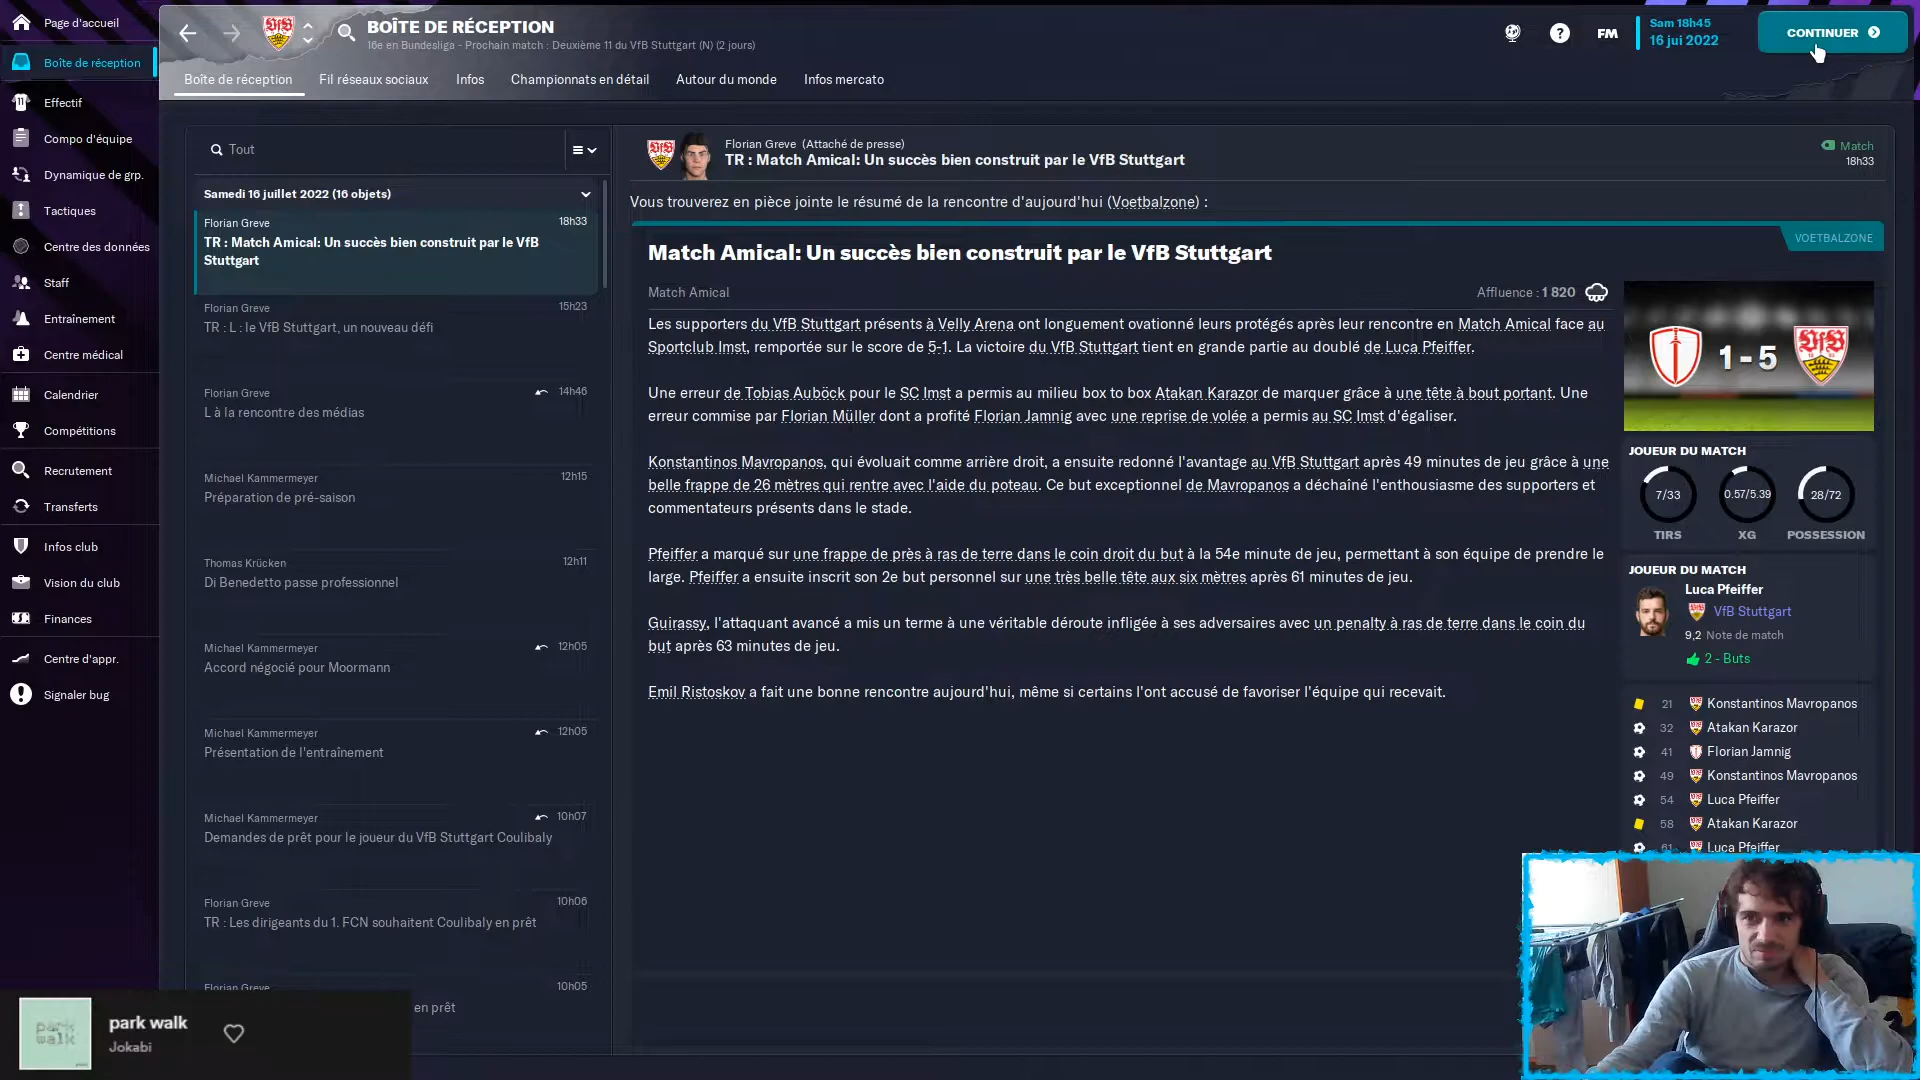 Page d'accueil
Boîte de réception
Effectif
Compo d'équipe
Dynamique de grp.
Tactiques
Centre des données
Staff
Entraînement
Centre médical
Calendrier
Compétitions
Recrutement
Transferts
Infos club
Vision du club
Finances
Centre d'appr.
Signaler bug
BOÎTE DE RÉCEPTION
16e en Bundesliga - Prochain match : Deuxième 11 du VfB Stuttgart (N) (2 jours)
FM
Sam 18h45
16 jui 2022
CONTINUER
Boîte de réception
Fil réseaux sociaux
Infos
Championnats en détail
Autour du monde
Infos mercato
Tout
Samedi 16 juillet 2022 (16 objets)
Florian Greve 18h33
TR : Match Amical: Un succès bien construit par le VfB
Stuttgart
Florian Greve 15h23
TR : L : le VfB Stuttgart, un nouveau défi
Florian Greve 14h46
L à la rencontre des médias
Michael Kammermeyer 12h15
Préparation de pré-saison
Thomas Krücken 12h11
Di Benedetto passe professionnel
Michael Kammermeyer 12h05
Accord négocié pour Moormann
Michael Kammermeyer 12h05
Présentation de l'entraînement
Michael Kammermeyer 10h07
Demandes de prêt pour le joueur du VfB Stuttgart Coulibaly
Florian Greve 10h06
TR : Les dirigeants du 1. FCN souhaitent Coulibaly en prêt
Florian Greve 10h05
en prêt
park walk
Jokabi
park
walk
Florian Greve (Attaché de presse)
TR : Match Amical: Un succès bien construit par le VfB Stuttgart
Match
18h33
Vous trouverez en pièce jointe le résumé de la rencontre d'aujourd'hui (Voetbalzone) :
VOETBALZONE
Match Amical: Un succès bien construit par le VfB Stuttgart
Match Amical
Affluence : 1 820
Les supporters du VfB Stuttgart présents à Velly Arena ont longuement ovationné leurs protégés après leur rencontre en Match Amical face au
Sportclub Imst, remportée sur le score de 5-1. La victoire du VfB Stuttgart tient en grande partie au doublé de Luca Pfeiffer.
Une erreur de Tobias Auböck pour le SC Imst a permis au milieu box to box Atakan Karazor de marquer grâce à une tête à bout portant. Une
erreur commise par Florian Müller dont a profité Florian Jamnig avec une reprise de volée a permis au SC Imst d'égaliser.
Konstantinos Mavropanos, qui évoluait comme arrière droit, a ensuite redonné l'avantage au VfB Stuttgart après 49 minutes de jeu grâce à une
belle frappe de 26 mètres qui rentre avec l'aide du poteau. Ce but exceptionnel de Mavropanos a déchaîné l'enthousiasme des supporters et
commentateurs présents dans le stade.
Pfeiffer a marqué sur une frappe de près à ras de terre dans le coin droit du but à la 54e minute de jeu, permettant à son équipe de prendre le
large. Pfeiffer a ensuite inscrit son 2e but personnel sur une très belle tête aux six mètres après 61 minutes de jeu.
Guirassy, l'attaquant avancé a mis un terme à une véritable déroute infligée à ses adversaires avec un penalty à ras de terre dans le coin du
but après 63 minutes de jeu.
Emil Ristoskov a fait une bonne rencontre aujourd'hui, même si certains l'ont accusé de favoriser l'équipe qui recevait.
1 - 5
JOUEUR DU MATCH
7/33
0.57/5.39
28/72
TIRS
XG
POSSESSION
JOUEUR DU MATCH
Luca Pfeiffer
VfB Stuttgart
9,2 Note de match
2 - Buts
21 Konstantinos Mavropanos
32 Atakan Karazor
41 Florian Jamnig
49 Konstantinos Mavropanos
54 Luca Pfeiffer
58 Atakan Karazor
61 Luca Pfeiffer